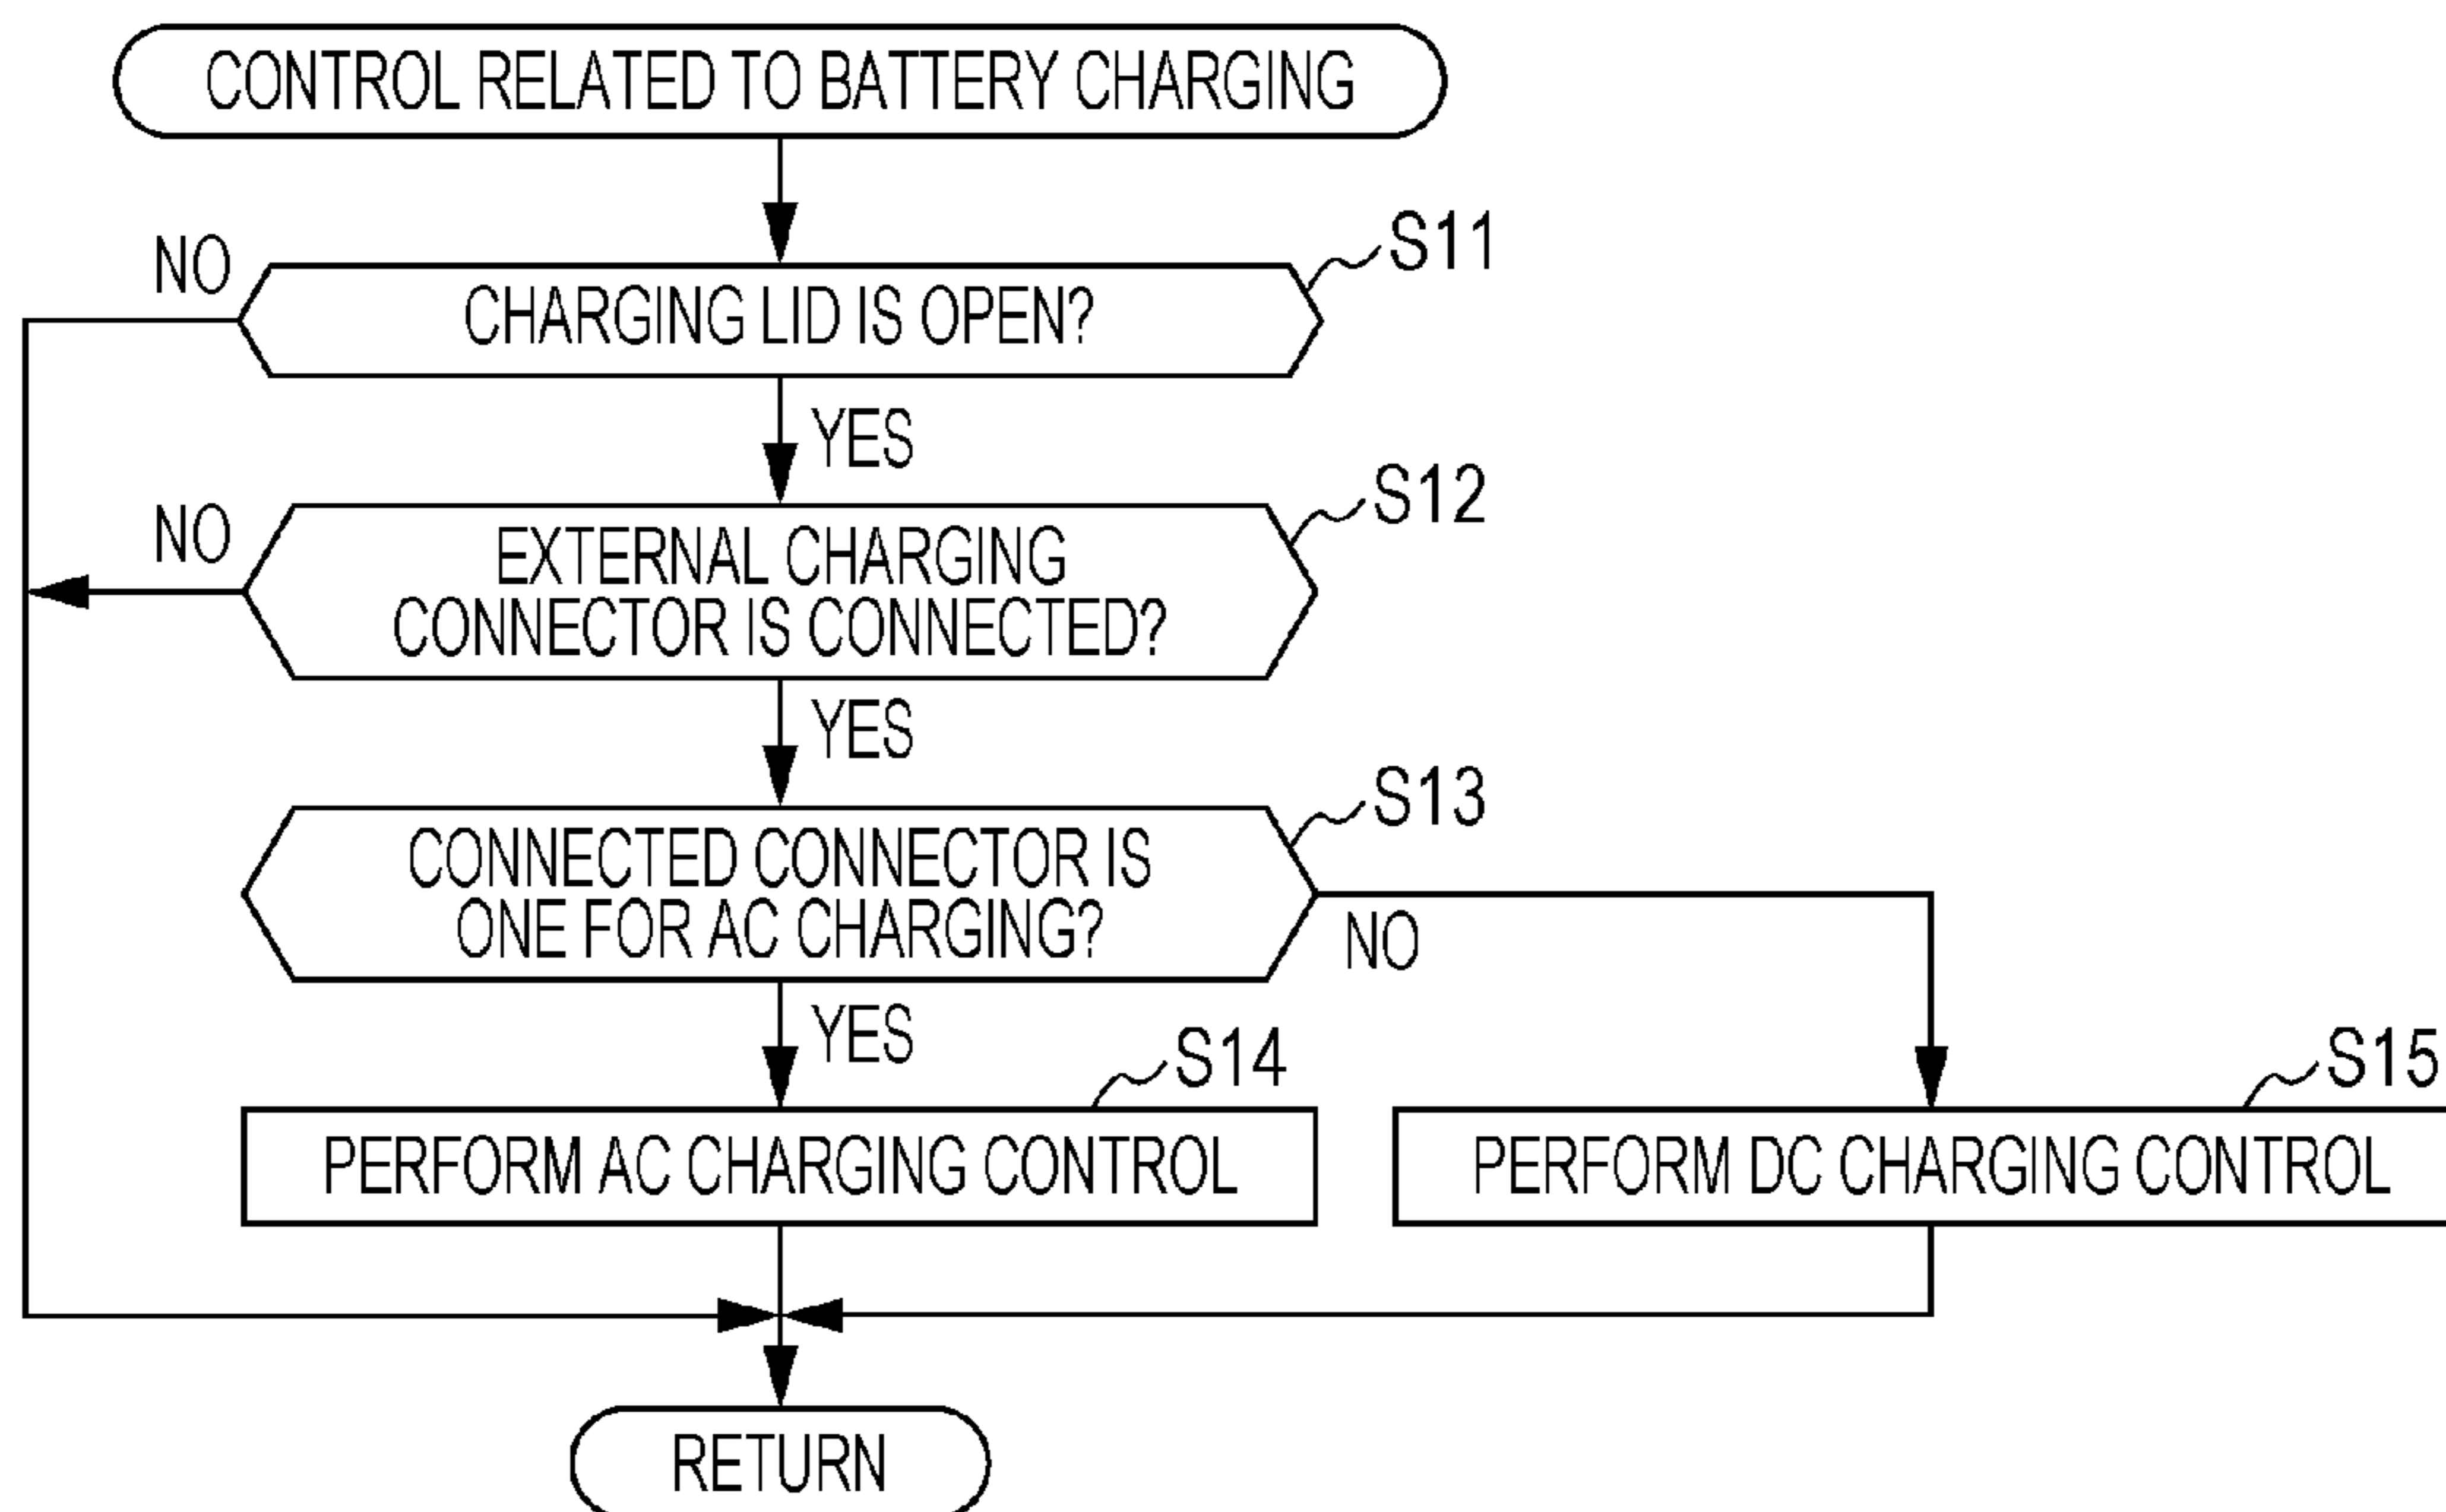 CONTROL RELATED TO BATTERY CHARGING
S11
NO
CHARGING LID IS OPEN?
YES
S12
NO
EXTERNAL CHARGING
CONNECTOR IS CONNECTED?
YES
S13
CONNECTED CONNECTOR IS
ONE FOR AC CHARGING?
NO
YES
S14
S15
PERFORM AC CHARGING CONTROL
PERFORM DC CHARGING CONTROL
RETURN